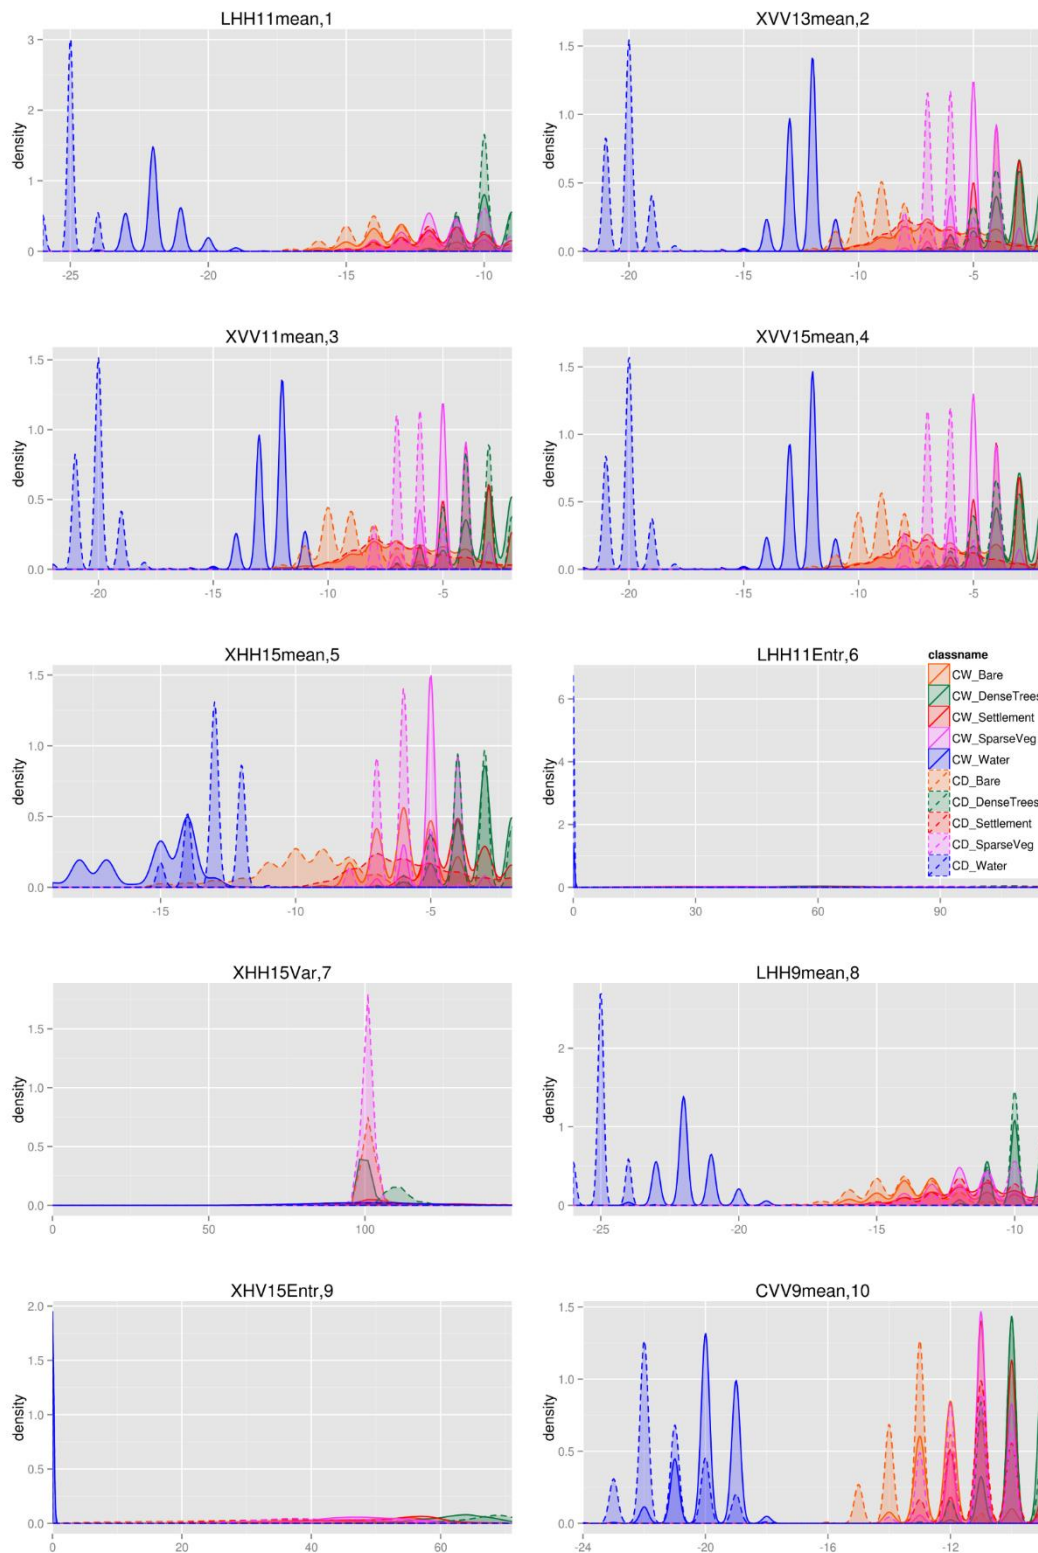 LHH11mean,1
XVV13mean,2
density
3
2
1
0
-25
-20
-15
-10
density
1.5
1.0
0.5
0.0
-20
-15
-10
-5
XVV11mean,3
XVV15mean,4
density
1.5
1.0
0.5
0.0
-20
-15
-10
-5
density
1.5
1.0
0.5
0.0
-20
-15
-10
-5
XHH15mean,5
LHH11Entr,6
density
1.5
1.0
0.5
0.0
-15
-10
-5
density
6
4
2
0
0
30
60
90
classname
CW_Bare
CW_DenseTrees
CW_Settlement
CW_SparseVeg
CW_Water
CD_Bare
CD_DenseTrees
CD_Settlement
CD_SparseVeg
CD_Water
XHH15Var,7
LHH9mean,8
density
1.5
1.0
0.5
0.0
0
50
100
density
2
1
0
-25
-20
-15
-10
XHV15Entr,9
CVV9mean,10
density
2.0
1.5
1.0
0.5
0.0
0
20
40
60
density
1.5
1.0
0.5
0.0
-24
-20
-16
-12